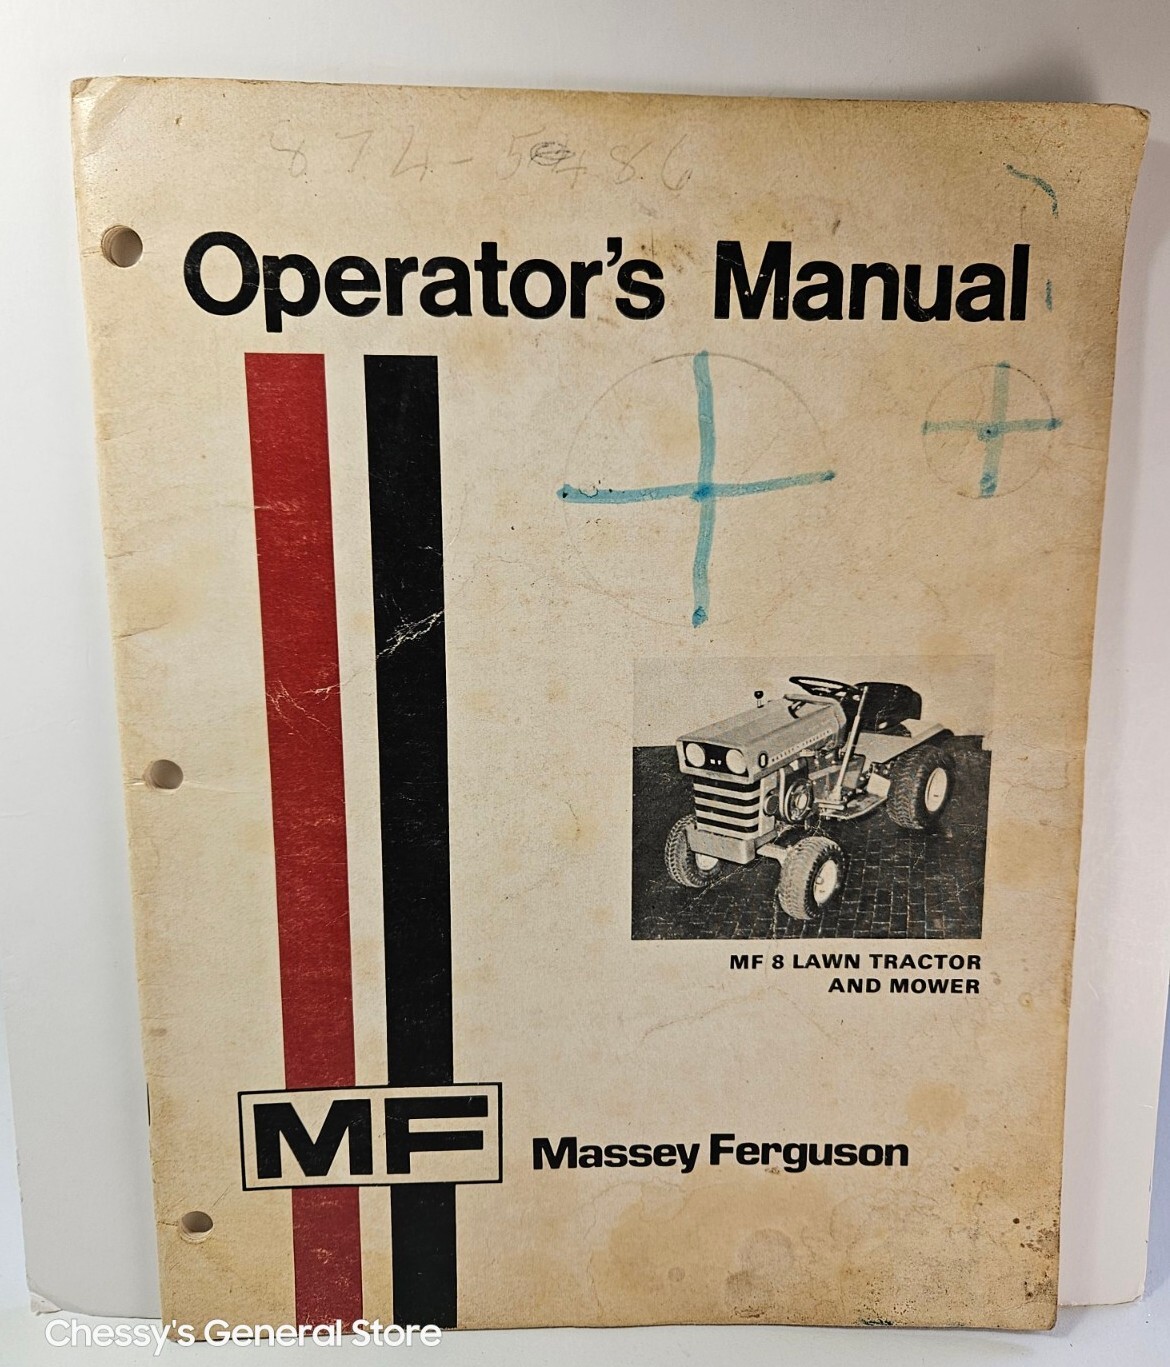 Operator's Manual
MF 8 LAWN TRACTOR
AND MOWER
MF
Massey Ferguson
Chessy's General Store